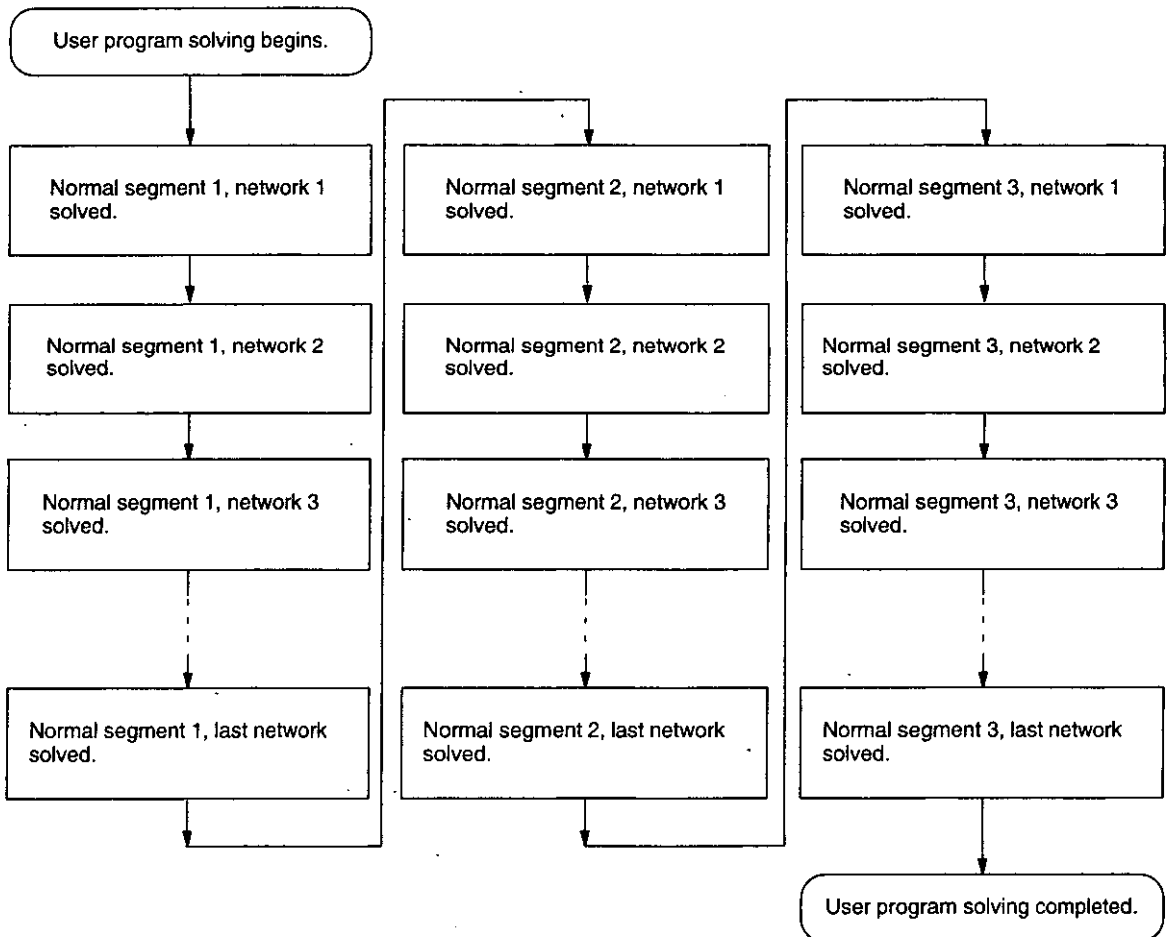 User program solving begins.
Normal segment 1, network 1
solved.
Normal segment 1, network 2
solved.
Normal segment 1, network 3
solved.
Normal segment 1, last network
solved.
Normal segment 2, network 1
solved.
Normal segment 2, network 2
solved.
Normal segment 2, network 3
solved.
Normal segment 2, last network
solved.
Normal segment 3, network 1
solved.
Normal segment 3, network 2
solved.
Normal segment 3, network 3
solved.
Normal segment 3, last network
solved.
User program solving completed.